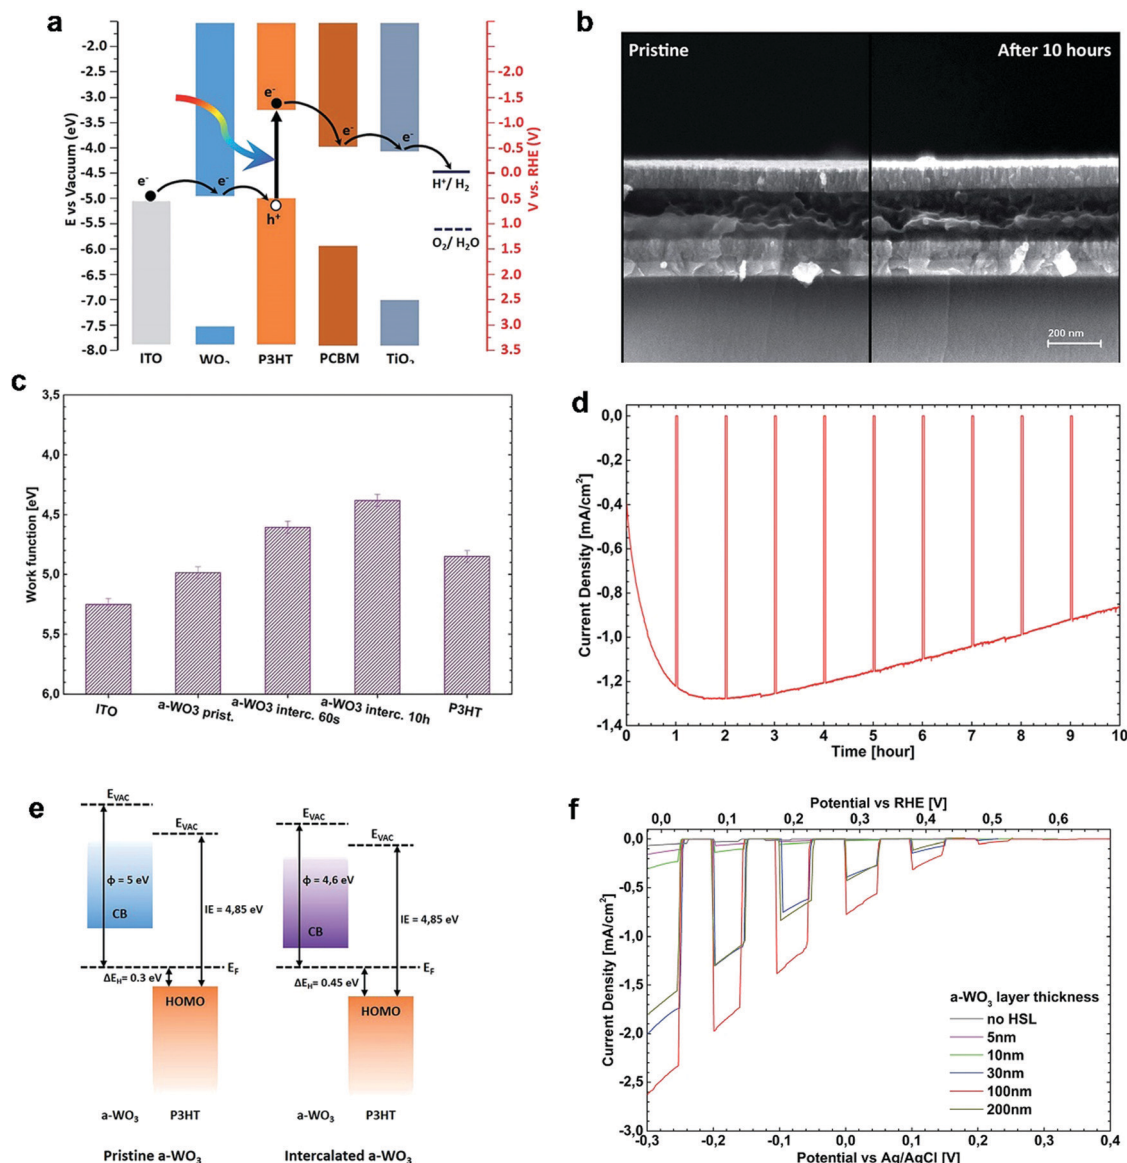 a
E vs Vacuum (eV)
-2.0
-2.5
-3.0
-3.5
-4.0
-4.5
-5.0
-5.5
-6.0
-6.5
-7.0
-7.5
-8.0
e-
e-
e-
e-
e-
h+
H+/ H2
O2/ H2O
ITO
WO3
P3HT
PCBM
TiO2
-2.0
-1.5
-1.0
-0.5
0.0
0.5
1.0
1.5
2.0
2.5
3.0
3.5
V vs. RHE (V)
b
Pristine
After 10 hours
200 nm
c
Work function [eV]
3,5
4,0
4,5
5,0
5,5
6,0
ITO
a-WO3 prist.
a-WO3 interc. 60s
a-WO3 interc. 10h
P3HT
d
Current Density [mA/cm2]
0,0
-0,2
-0,4
-0,6
-0,8
-1,0
-1,2
-1,4
0 1 2 3 4 5 6 7 8 9 10
Time [hour]
e
EVAC
EVAC
ϕ = 5 eV
CB
IE = 4,85 eV
EF
ΔEH= 0.3 eV
HOMO
a-WO3
P3HT
Pristine a-WO3
EVAC
EVAC
ϕ = 4,6 eV
CB
IE = 4,85 eV
ΔEH= 0.45 eV
HOMO
a-WO3
P3HT
Intercalated a-WO3
f
Potential vs RHE [V]
0,0 0,1 0,2 0,3 0,4 0,5 0,6
Current Density [mA/cm2]
0,0
-0,5
-1,0
-1,5
-2,0
-2,5
-3,0
a-WO3 layer thickness
no HSL
5nm
10nm
30nm
100nm
200nm
-0,3 -0,2 -0,1 0,0 0,1 0,2 0,3 0,4
Potential vs Ag/AgCl [V]